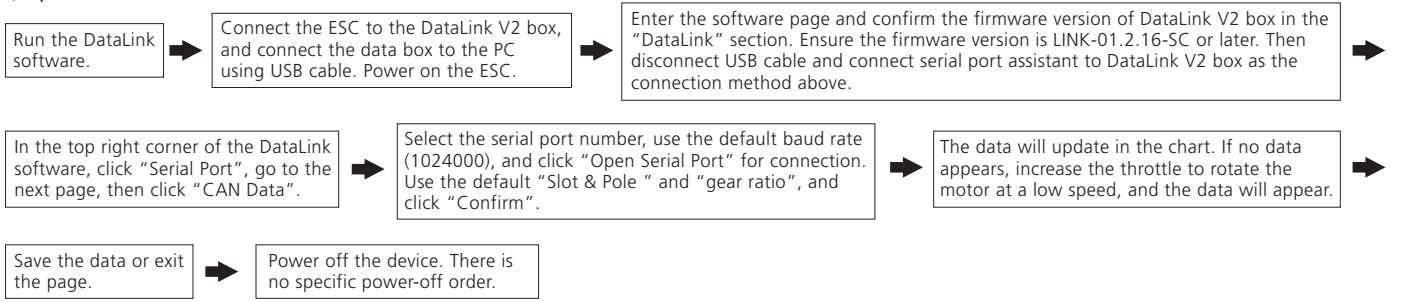 Run the DataLink
software.
Connect the ESC to the DataLink V2 box,
and connect the data box to the PC
using USB cable. Power on the ESC.
Enter the software page and confirm the firmware version of DataLink V2 box in the
“DataLink” section. Ensure the firmware version is LINK-01.2.16-SC or later. Then
disconnect USB cable and connect serial port assistant to DataLink V2 box as the
connection method above.
In the top right corner of the DataLink
software, click “Serial Port”, go to the
next page, then click “CAN Data”.
Select the serial port number, use the default baud rate
(1024000), and click “Open Serial Port” for connection.
Use the default “Slot & Pole ” and “gear ratio”, and
click “Confirm”.
The data will update in the chart. If no data
appears, increase the throttle to rotate the
motor at a low speed, and the data will appear.
Save the data or exit
the page.
Power off the device. There is
no specific power-off order.